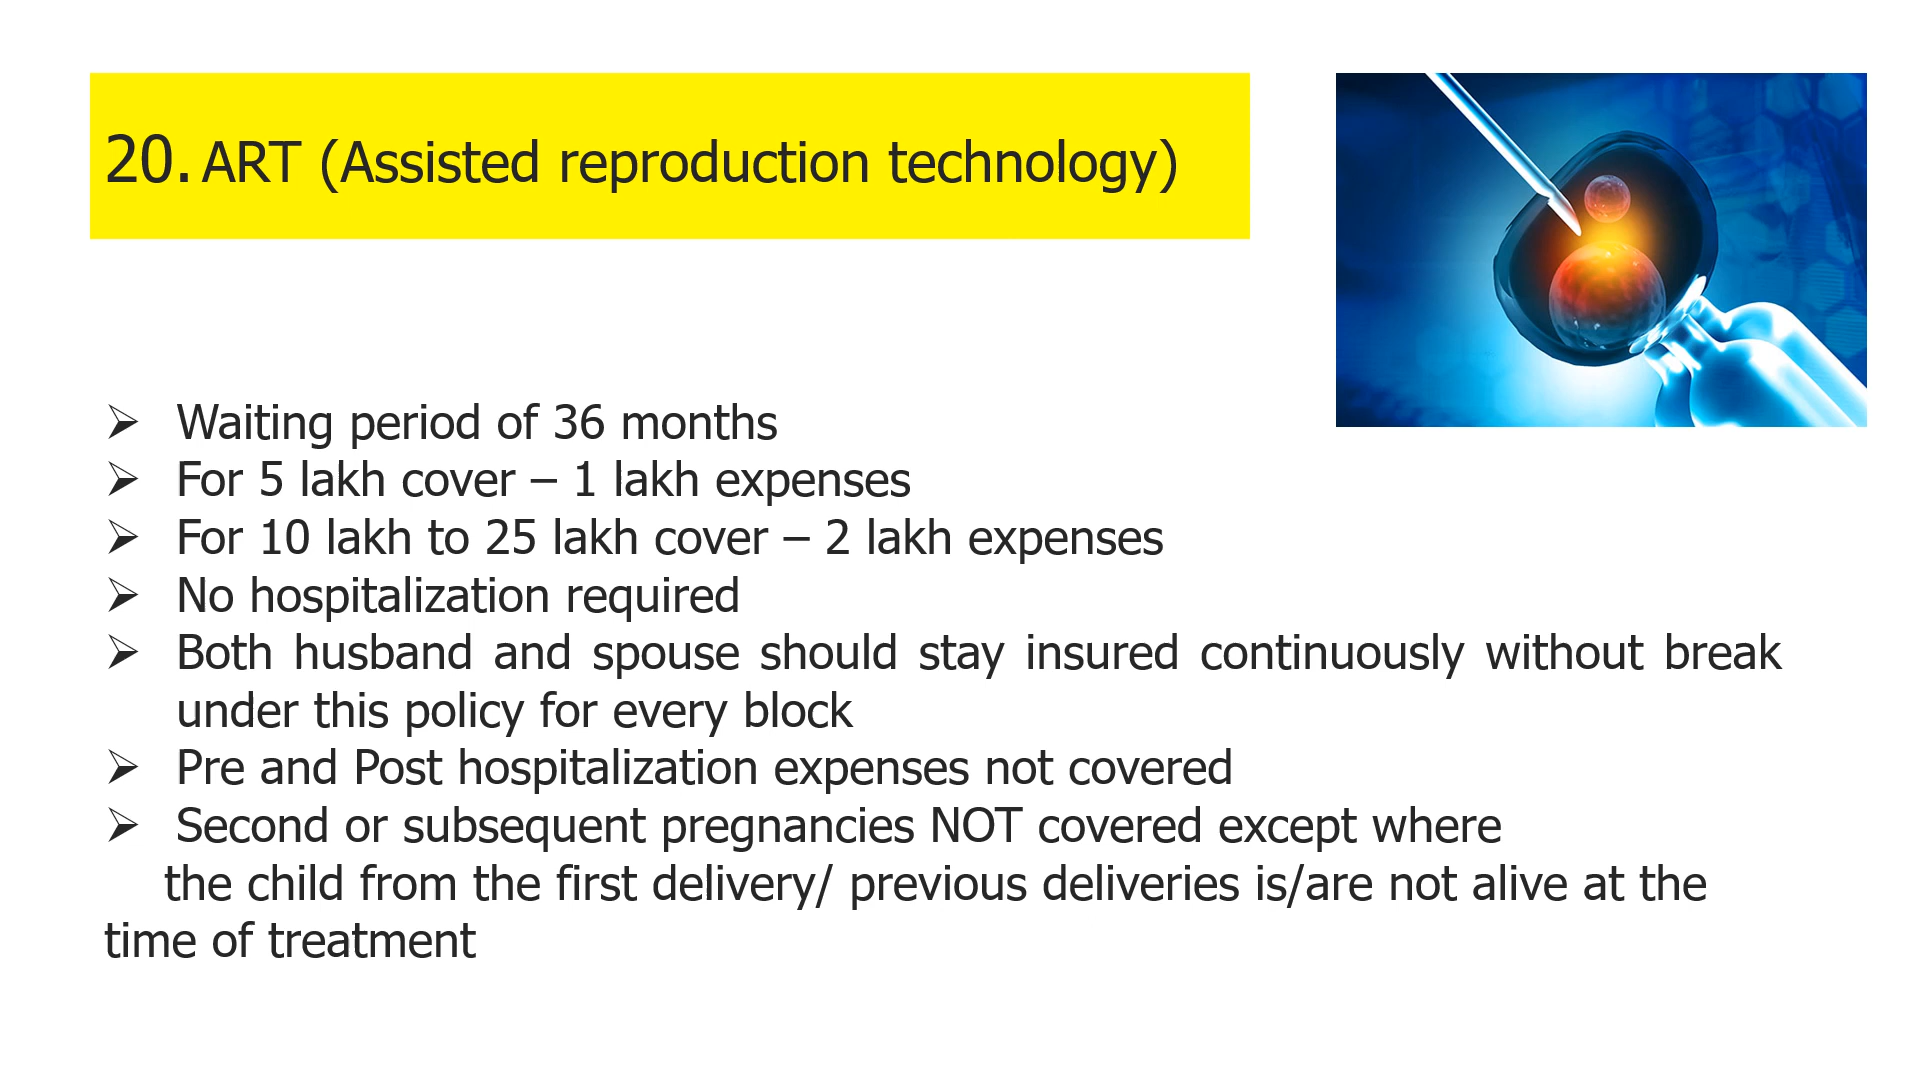 20. ART (Assisted reproduction technology)
➢ Waiting period of 36 months
➢ For 5 lakh cover – 1 lakh expenses
➢ For 10 lakh to 25 lakh cover – 2 lakh expenses
➢ No hospitalization required
➢ Both husband and spouse should stay insured continuously without break
under this policy for every block
➢ Pre and Post hospitalization expenses not covered
➢ Second or subsequent pregnancies NOT covered except where
the child from the first delivery/ previous deliveries is/are not alive at the
time of treatment